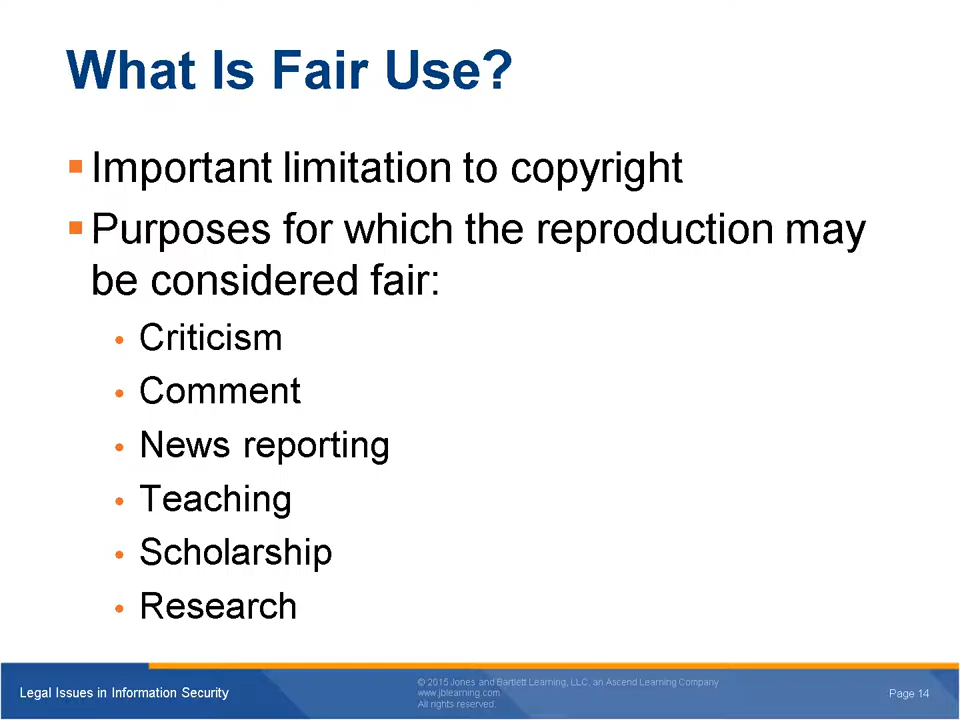 What Is Fair Use?
Important limitation to copyright
Purposes for which the reproduction may
be considered fair:
Criticism
Comment
News reporting
Teaching
Scholarship
Research
Legal Issues in Information Security
© 2015 Jones and Bartlett Learning, LLC, an Ascend Learning Company
www.jblearning.com
All rights reserved.
Page 14